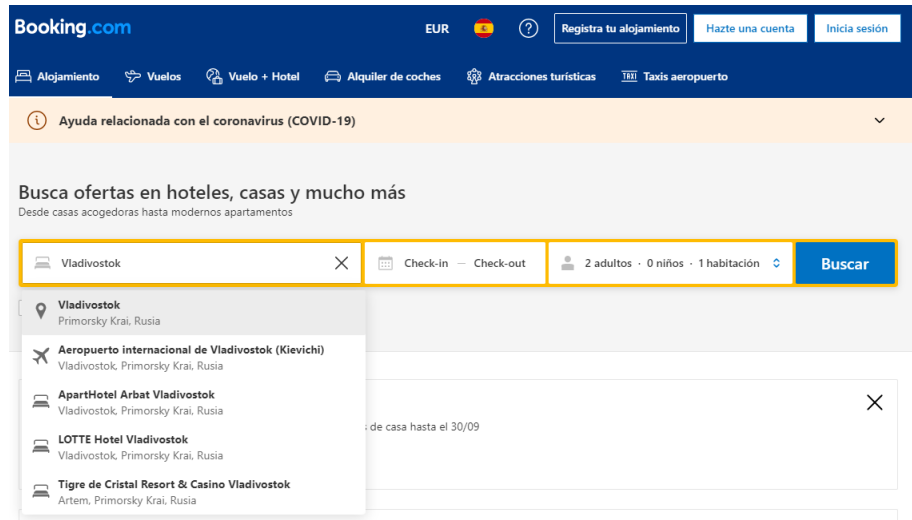 Booking.com
EUR
Registra tu alojamiento
Hazte una cuenta
Inicia sesión
Alojamiento
Vuelos
Vuelo + Hotel
Alquiler de coches
Atracciones turísticas
TAXI Taxis aeropuerto
Ayuda relacionada con el coronavirus (COVID-19)
Busca ofertas en hoteles, casas y mucho más
Desde casas acogedoras hasta modernos apartamentos
Vladivostok
Check-in — Check-out
2 adultos · 0 niños · 1 habitación
Buscar
Vladivostok
Primorsky Krai, Rusia
Aeropuerto internacional de Vladivostok (Kievichi)
Vladivostok, Primorsky Krai, Rusia
ApartHotel Arbat Vladivostok
Vladivostok, Primorsky Krai, Rusia
de casa hasta el 30/09
LOTTE Hotel Vladivostok
Vladivostok, Primorsky Krai, Rusia
Tigre de Cristal Resort & Casino Vladivostok
Artem, Primorsky Krai, Rusia